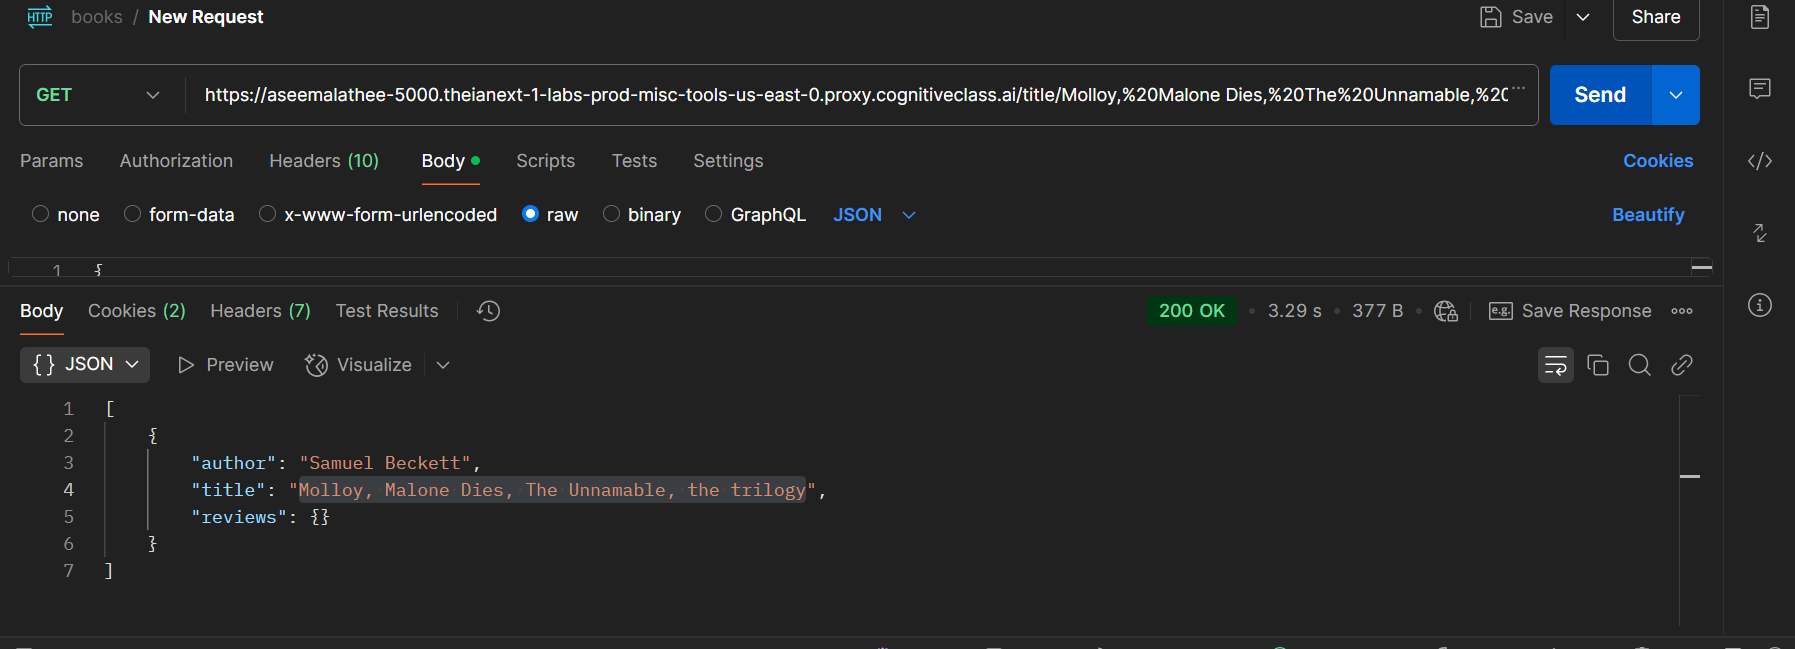 HTTP books / New Request Save Share
GET https://aseemalathee-5000.theianext-1-labs-prod-misc-tools-us-east-0.proxy.cognitiveclass.ai/title/Molloy,%20Malone Dies,%20The%20Unnamable,%2C ... Send
Params Authorization Headers (10) Body Scripts Tests Settings Cookies
none form-data x-www-form-urlencoded raw binary GraphQL JSON Beautify
1 {
Body Cookies (2) Headers (7) Test Results 200 OK • 3.29 s • 377 B • e.g. Save Response
{} JSON Preview Visualize
1 [
2 {
3 "author": "Samuel Beckett",
4 "title": "Molloy, Malone Dies, The Unnamable, the trilogy",
5 "reviews": {}
6 }
7 ]